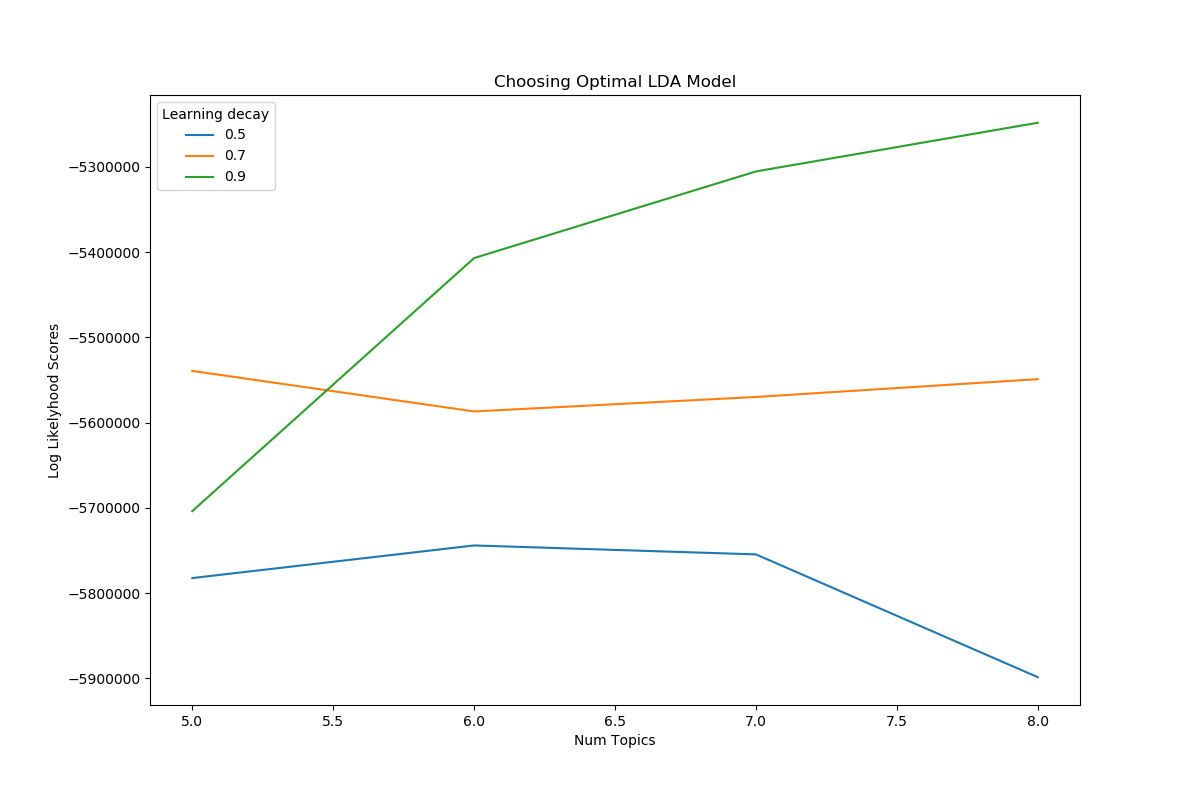 Choosing Optimal LDA Model
Learning decay
0.5
0.7
0.9
−5300000
−5400000
−5500000
−5600000
−5700000
−5800000
−5900000
Log Likelyhood Scores
5.0 5.5 6.0 6.5 7.0 7.5 8.0
Num Topics